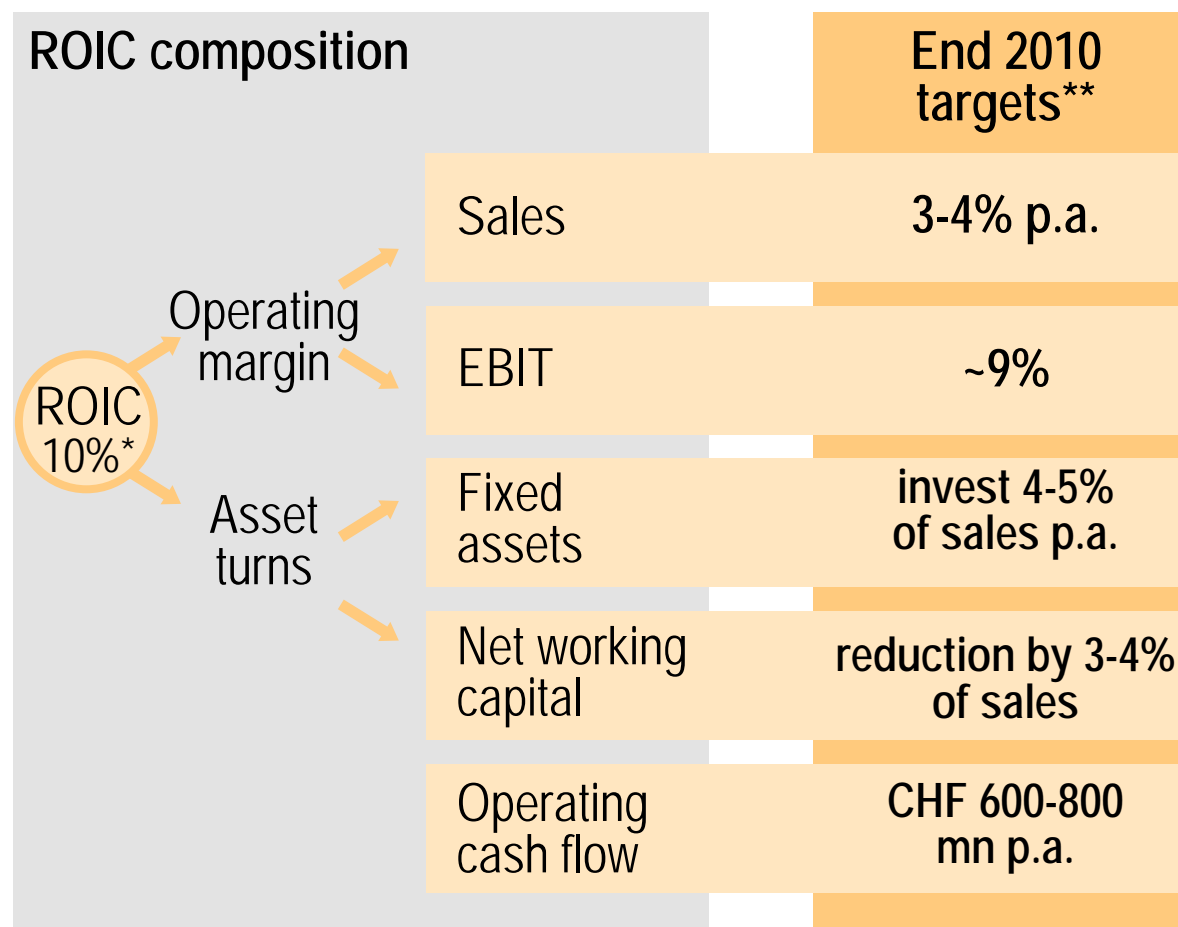 ROIC composition
End 2010
targets**
Sales
3-4% p.a.
Operating
margin
EBIT
~9%
ROIC
10%*
Asset
turns
Fixed
assets
invest 4-5%
of sales p.a.
Net working
capital
reduction by 3-4%
of sales
Operating
cash flow
CHF 600-800
mn p.a.